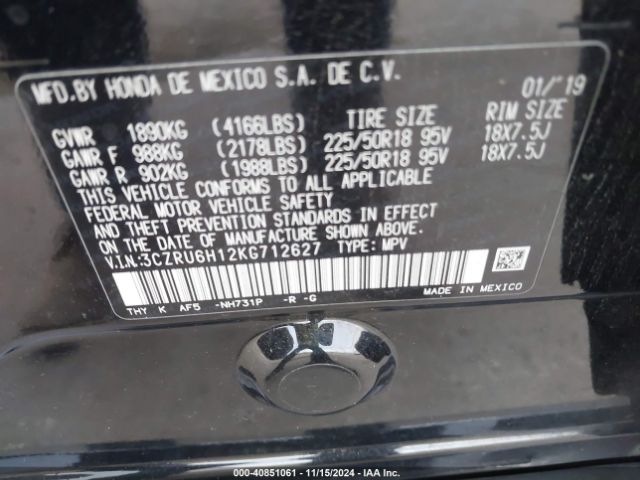 MFD.BY HONDA DE MEXICO S.A. DE C.V. 01/'19
GVWR 1890KG (4166LBS) TIRE SIZE RIM SIZE
GAWR F 988KG (2178LBS) 225/50R18 95V 18X7.5J
GAWR R 902KG (1988LBS) 225/50R18 95V 18X7.5J
THIS VEHICLE CONFORMS TO ALL APPLICABLE
FEDERAL MOTOR VEHICLE SAFETY
AND THEFT PREVENTION STANDARDS IN EFFECT
ON THE DATE OF MANUFACTURE SHOWN ABOVE.
V.I.N.:3CZRU6H12KG712627 TYPE: MPV
THY K AF5 -NH731P -R -G MADE IN MEXICO
000-40851061 - 11/15/2024 - IAA Inc.